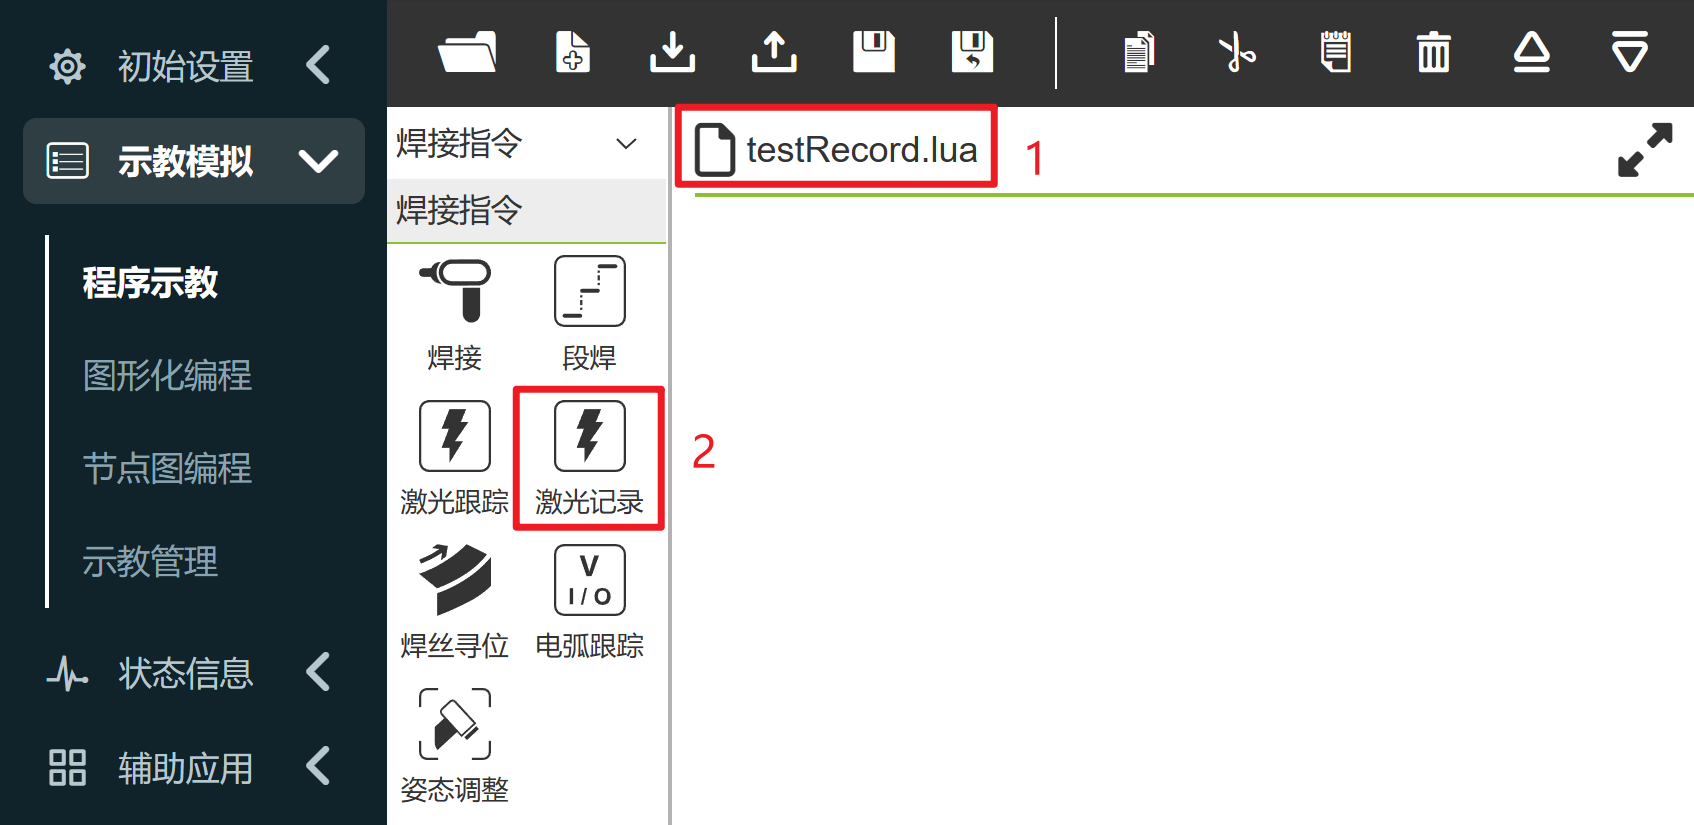 初始设置
示教模拟
程序示教
图形化编程
节点图编程
示教管理
状态信息
辅助应用
焊接指令
焊接指令
焊接
段焊
激光跟踪
激光记录
焊丝寻位
V
I / O
电弧跟踪
姿态调整
testRecord.lua
1
2